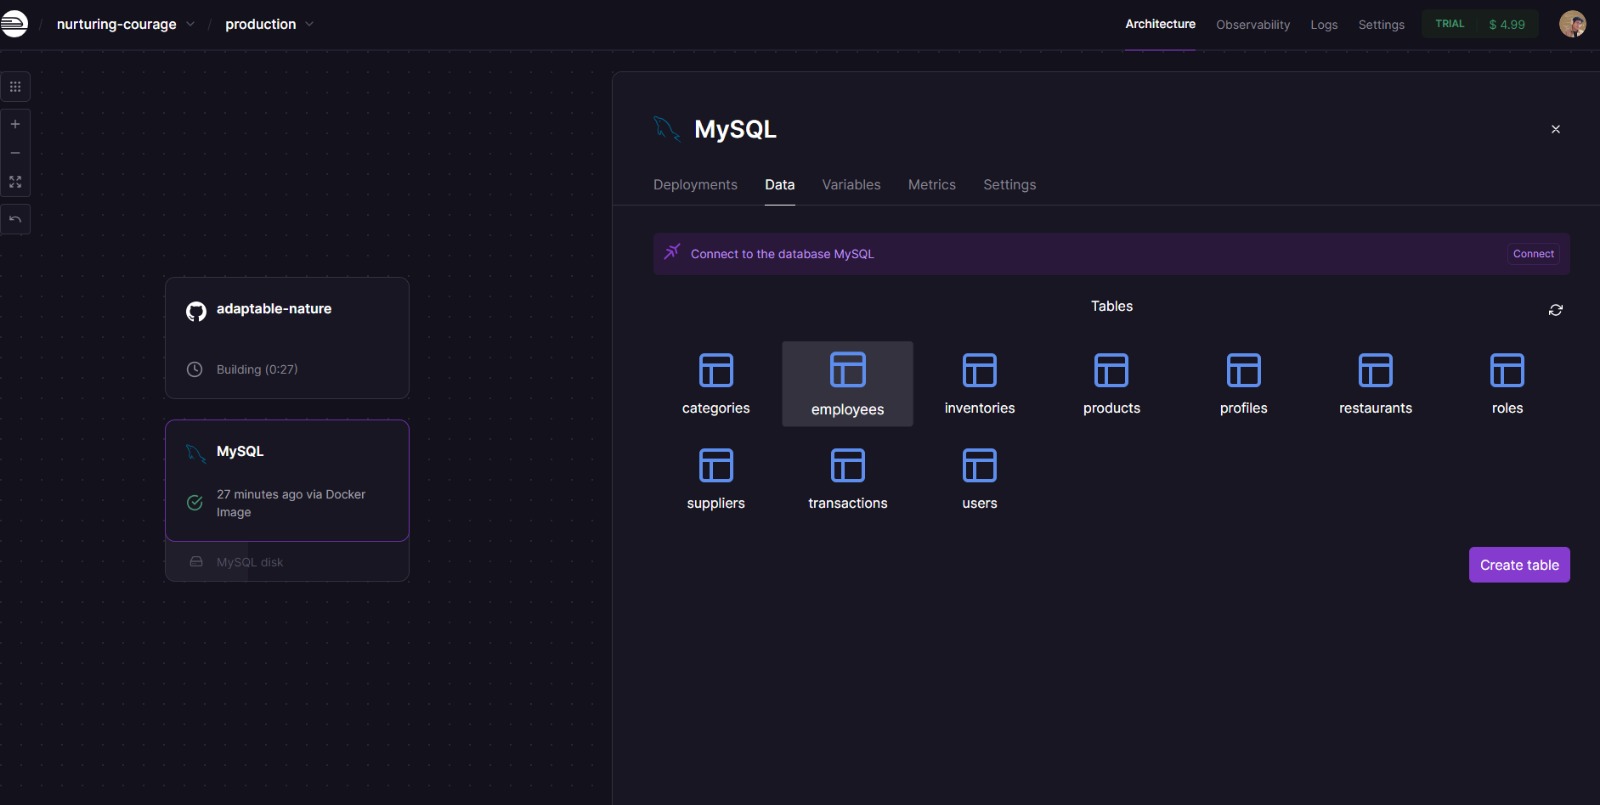 nurturing-courage
production
Architecture
Observability
Logs
Settings
TRIAL
$ 4.99
adaptable-nature
Building (0:27)
MySQL
27 minutes ago via Docker
Image
MySQL disk
MySQL
Deployments
Data
Variables
Metrics
Settings
Connect to the database MySQL
Connect
Tables
categories
employees
inventories
products
profiles
restaurants
roles
suppliers
transactions
users
Create table